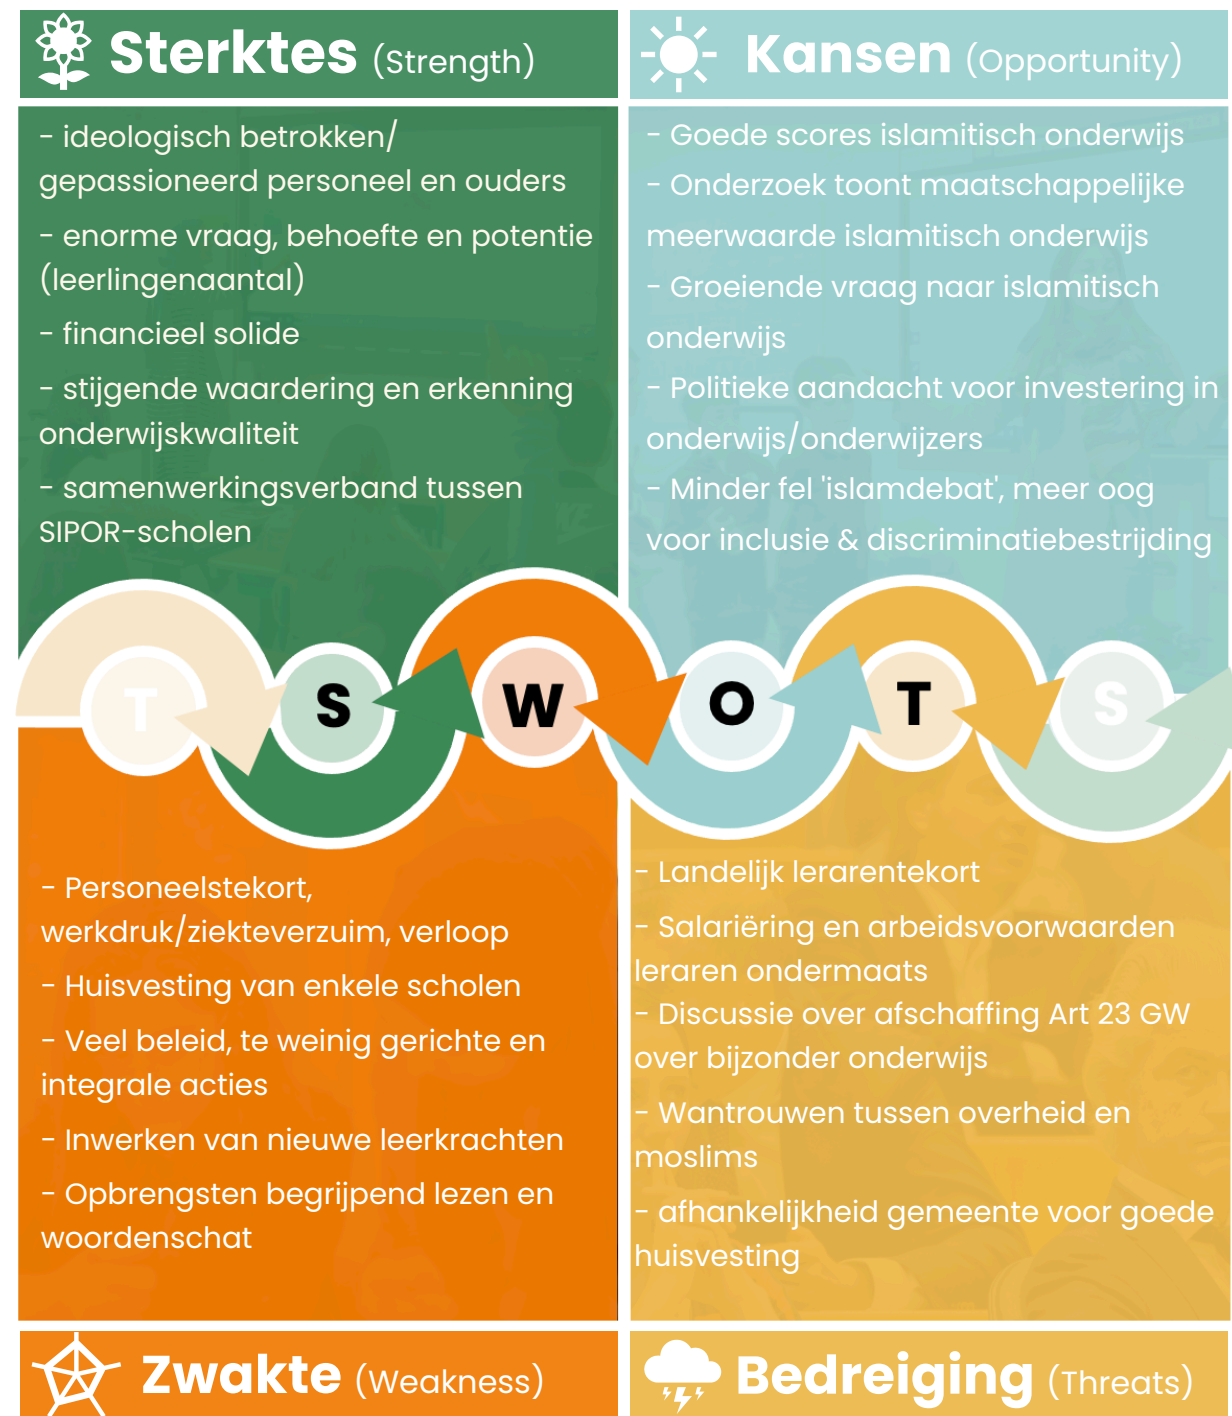 Sterktes (Strength)
- ideologisch betrokken/
gepassioneerd personeel en ouders
- enorme vraag, behoefte en potentie
(leerlingenaantal)
- financieel solide
- stijgende waardering en erkenning
onderwijskwaliteit
- samenwerkingsverband tussen
SIPOR-scholen
Kansen (Opportunity)
- Goede scores islamitisch onderwijs
- Onderzoek toont maatschappelijke
meerwaarde islamitisch onderwijs
- Groeiende vraag naar islamitisch
onderwijs
- Politieke aandacht voor investering in
onderwijs/onderwijzers
- Minder fel 'islamdebat', meer oog
voor inclusie & discriminatiebestrijding
T S W O T S
- Personeelstekort,
werkdruk/ziekteverzuim, verloop
- Huisvesting van enkele scholen
- Veel beleid, te weinig gerichte en
integrale acties
- Inwerken van nieuwe leerkrachten
- Opbrengsten begrijpend lezen en
woordenschat
Zwakte (Weakness)
- Landelijk lerarentekort
- Salariëring en arbeidsvoorwaarden
leraren ondermaats
- Discussie over afschaffing Art 23 GW
over bijzonder onderwijs
- Wantrouwen tussen overheid en
moslims
- afhankelijkheid gemeente voor goede
huisvesting
Bedreiging (Threats)